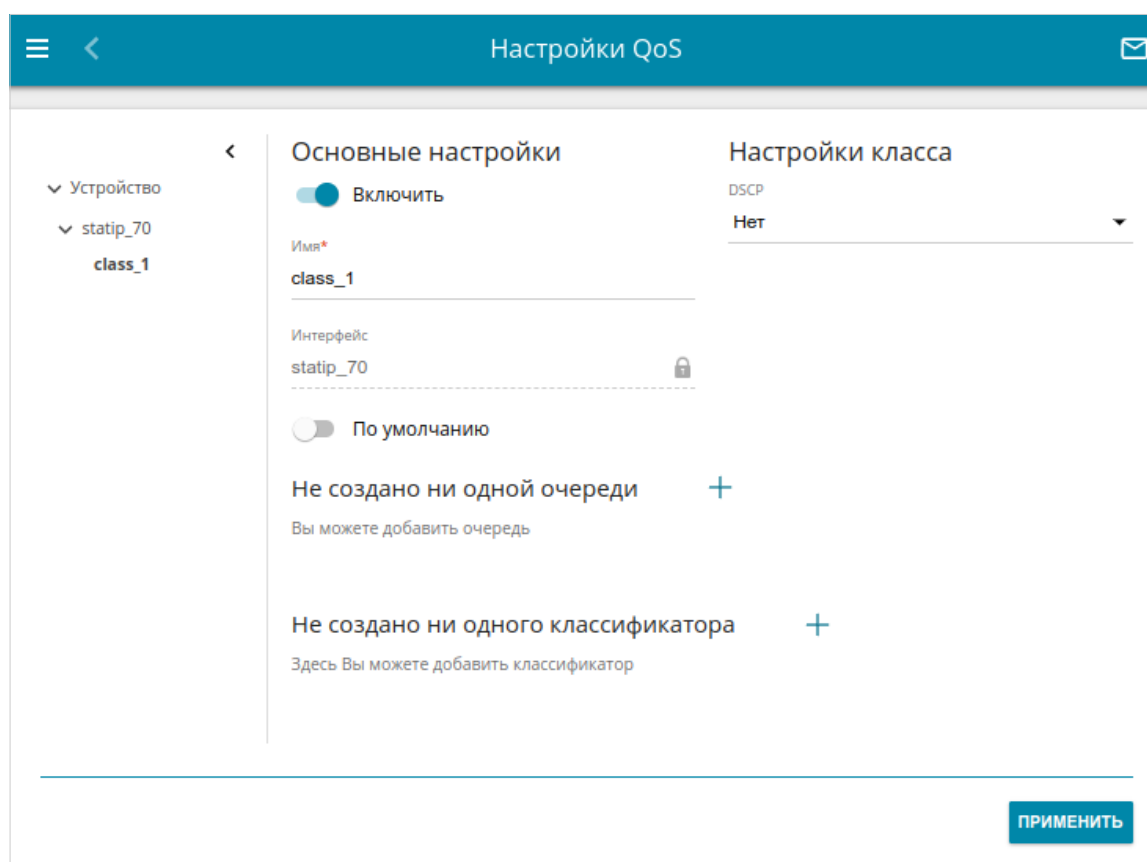 Настройки QoS
Устройство
statip_70
class_1
Основные настройки
Включить
Имя*
class_1
Интерфейс
statip_70
По умолчанию
Не создано ни одной очереди
Вы можете добавить очередь
Не создано ни одного классификатора
Здесь Вы можете добавить классификатор
Настройки класса
DSCP
Нет
ПРИМЕНИТЬ